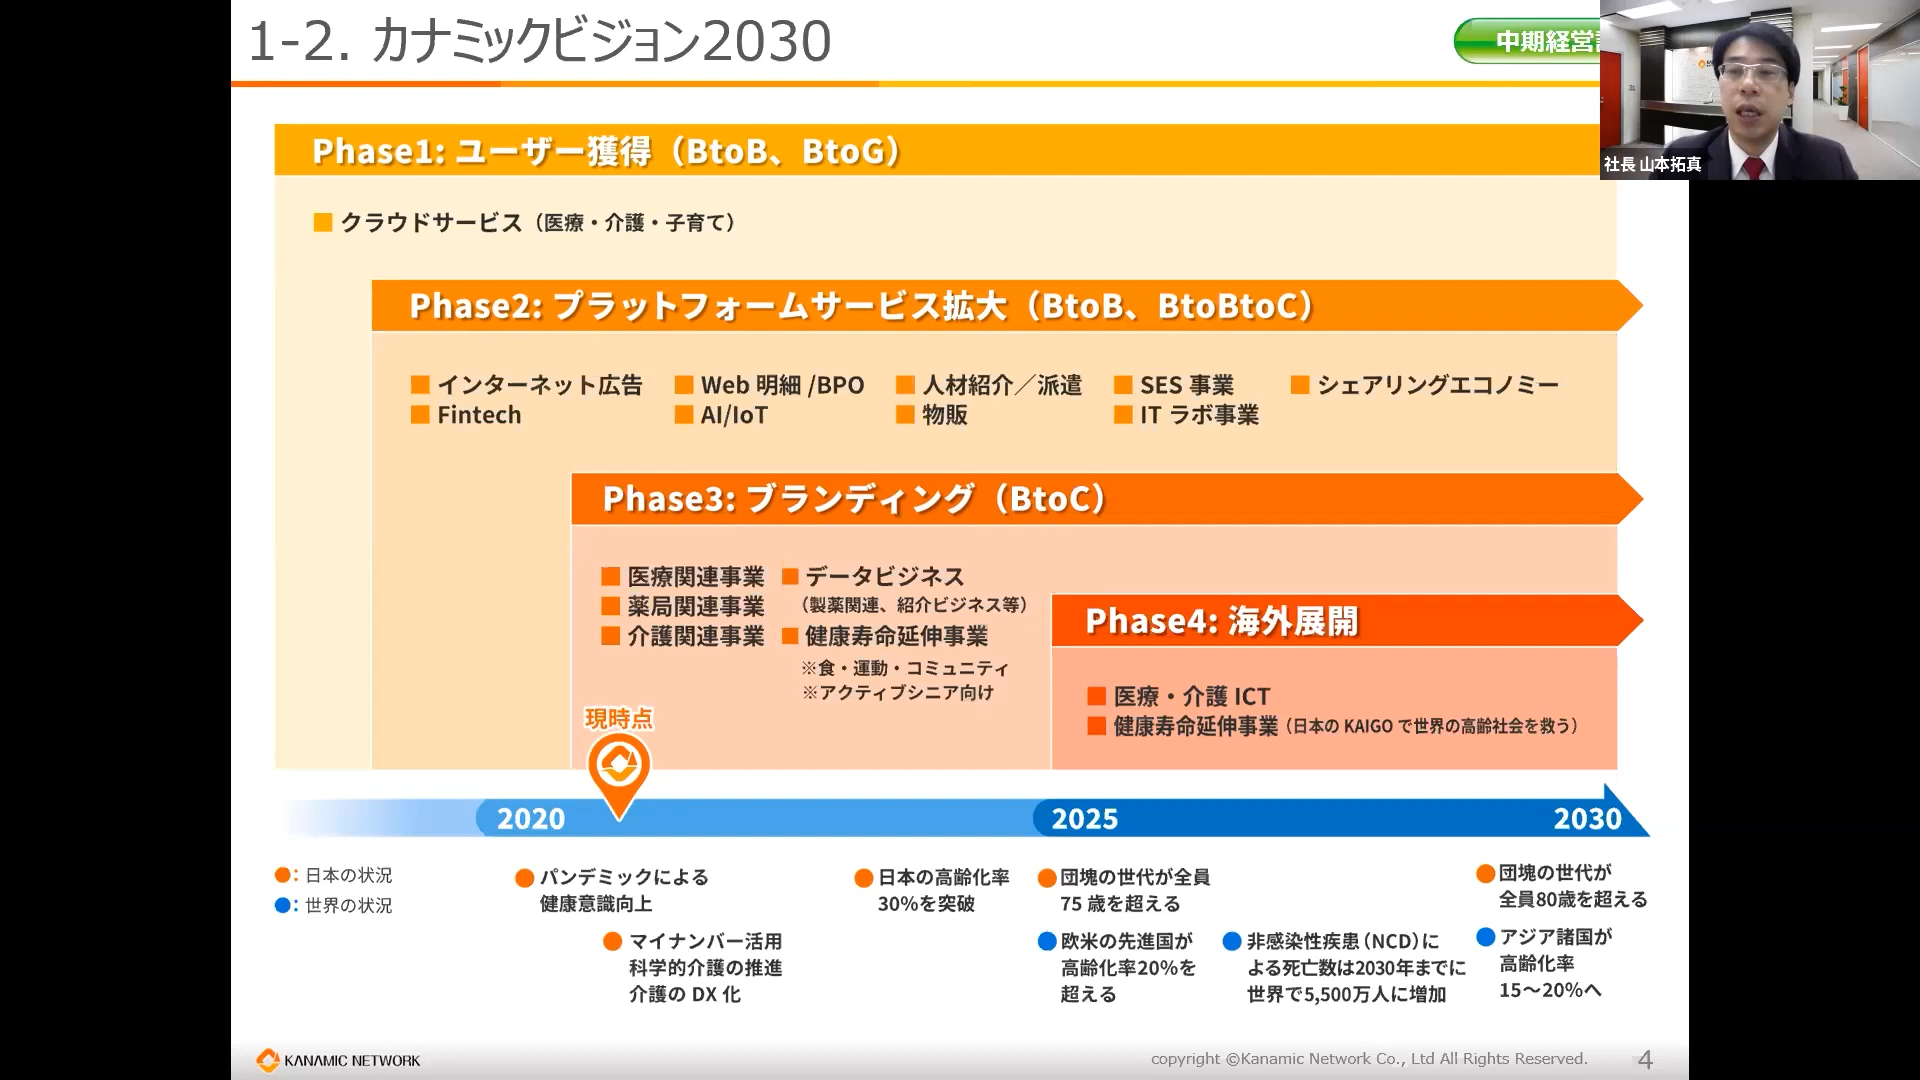 1-2. カナミックビジョン2030
中期経営
社長 山本拓真
Phase1: ユーザー獲得（BtoB、BtoG）
クラウドサービス（医療・介護・子育て）
Phase2: プラットフォームサービス拡大（BtoB、BtoBtoC）
インターネット広告
Web 明細 /BPO
人材紹介／派遣
SES 事業
シェアリングエコノミー
Fintech
AI/IoT
物販
IT ラボ事業
Phase3: ブランディング（BtoC）
医療関連事業
薬局関連事業
介護関連事業
データビジネス
（製薬関連、紹介ビジネス等）
健康寿命延伸事業
※食・運動・コミュニティ
※アクティブシニア向け
Phase4: 海外展開
医療・介護 ICT
健康寿命延伸事業（日本の KAIGO で世界の高齢社会を救う）
現時点
2020
2025
2030
：日本の状況
：世界の状況
パンデミックによる
健康意識向上
マイナンバー活用
科学的介護の推進
介護の DX 化
日本の高齢化率
30%を突破
団塊の世代が全員
75 歳を超える
欧米の先進国が
高齢化率20%を
超える
非感染性疾患（NCD）に
よる死亡数は2030年までに
世界で5,500万人に増加
団塊の世代が
全員80歳を超える
アジア諸国が
高齢化率
15～20%へ
KANAMIC NETWORK
copyright ©Kanamic Network Co., Ltd All Rights Reserved.
4